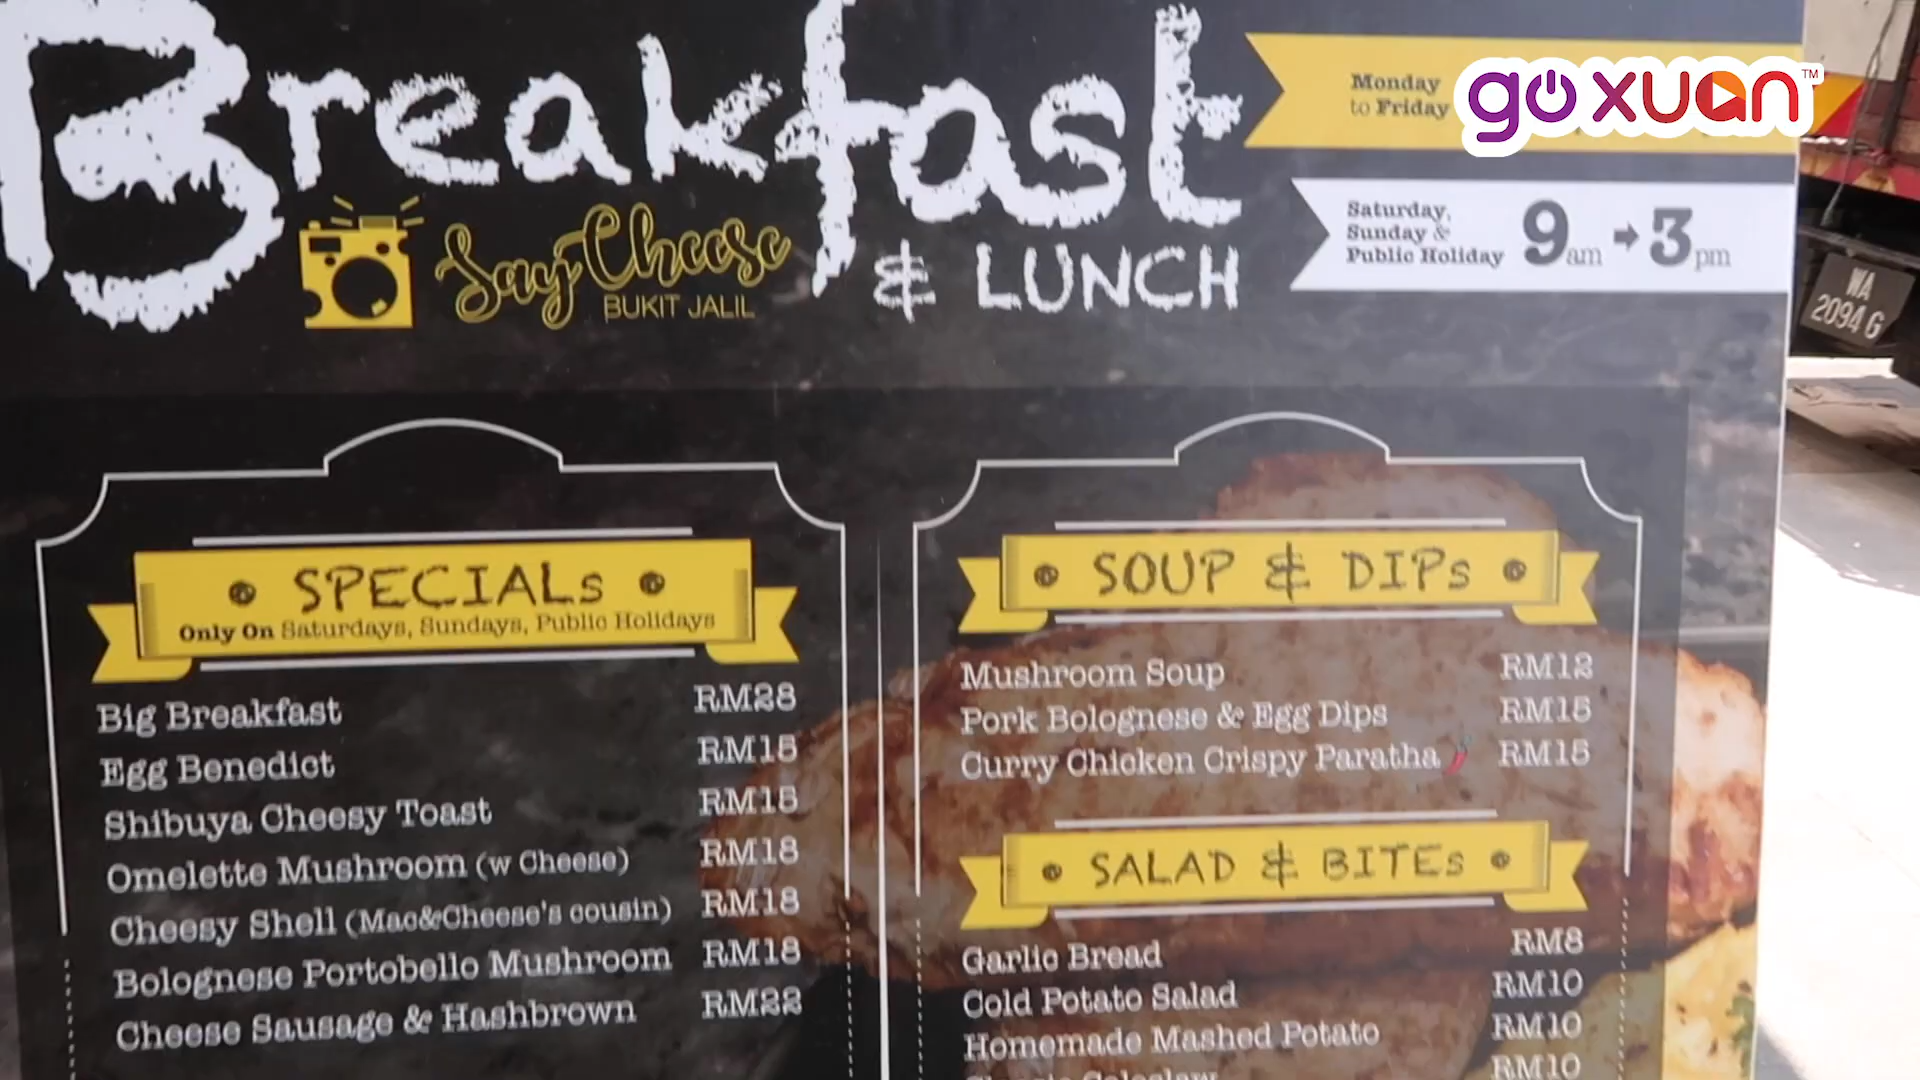 Breakfast
& LUNCH
Say Cheese
BUKIT JALIL
Monday
to Friday
goxuan™
Saturday,
Sunday &
Public Holiday
9am → 3pm
WA
2094 G
SPECIALs
Only On Saturdays, Sundays, Public Holidays
Big Breakfast RM28
Egg Benedict RM15
Shibuya Cheesy Toast RM15
Omelette Mushroom (w Cheese) RM18
Cheesy Shell (Mac&Cheese's cousin) RM18
Bolognese Portobello Mushroom RM18
Cheese Sausage & Hashbrown RM22
SOUP & DIPs
Mushroom Soup RM12
Pork Bolognese & Egg Dips RM15
Curry Chicken Crispy Paratha RM15
SALAD & BITEs
Garlic Bread RM8
Cold Potato Salad RM10
Homemade Mashed Potato RM10
RM10